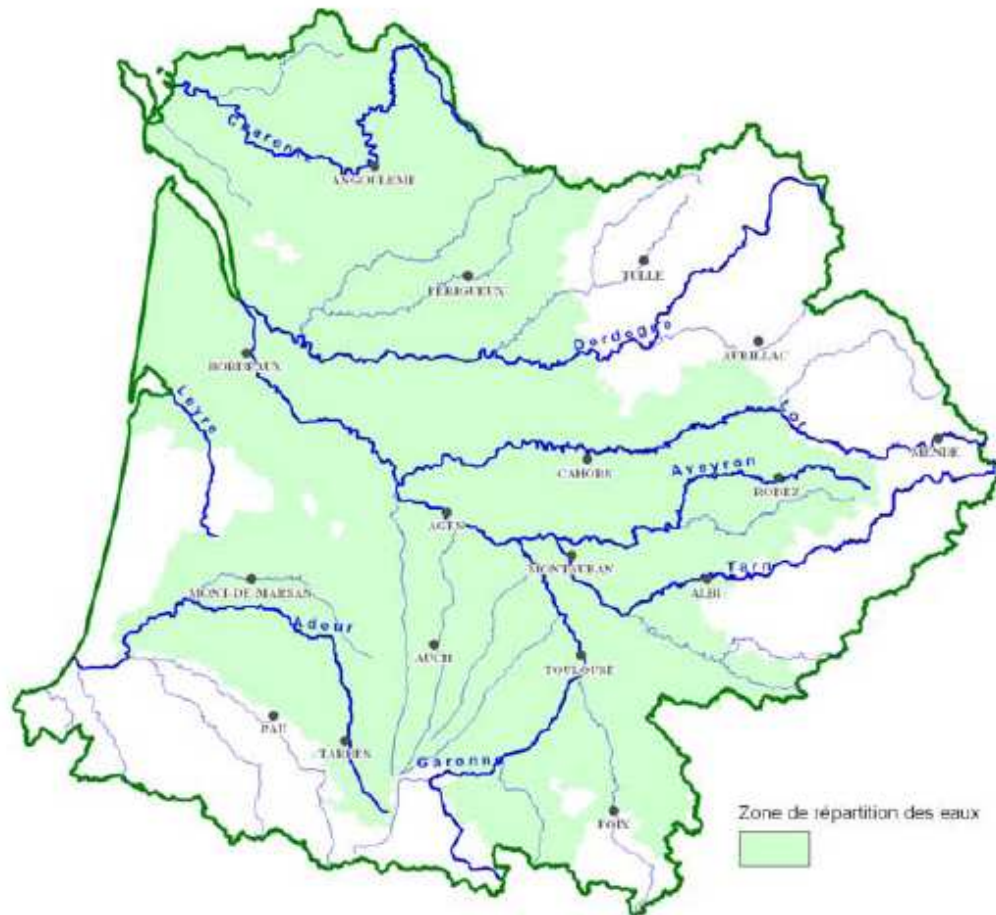 Charente
ANGOULEME
TULLE
PÉRIGUEUX
Dordogne
AURILLAC
BORDEAUX
Leyre
Lot
MENDE
CAHORS
Aveyron
RODEZ
AGEN
MONTAUBAN
Tarn
ALBI
MONT-DE-MARSAN
Adour
AUCH
TOULOUSE
PAU
TARBES
Garonne
FOIX
Zone de répartition des eaux